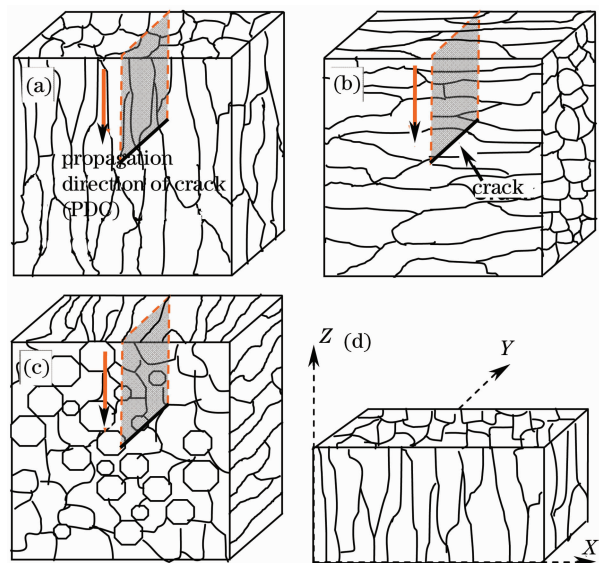 (a)
propagation
direction of crack
(PDC)
(b)
crack
(c)
Z (d)
Y
X